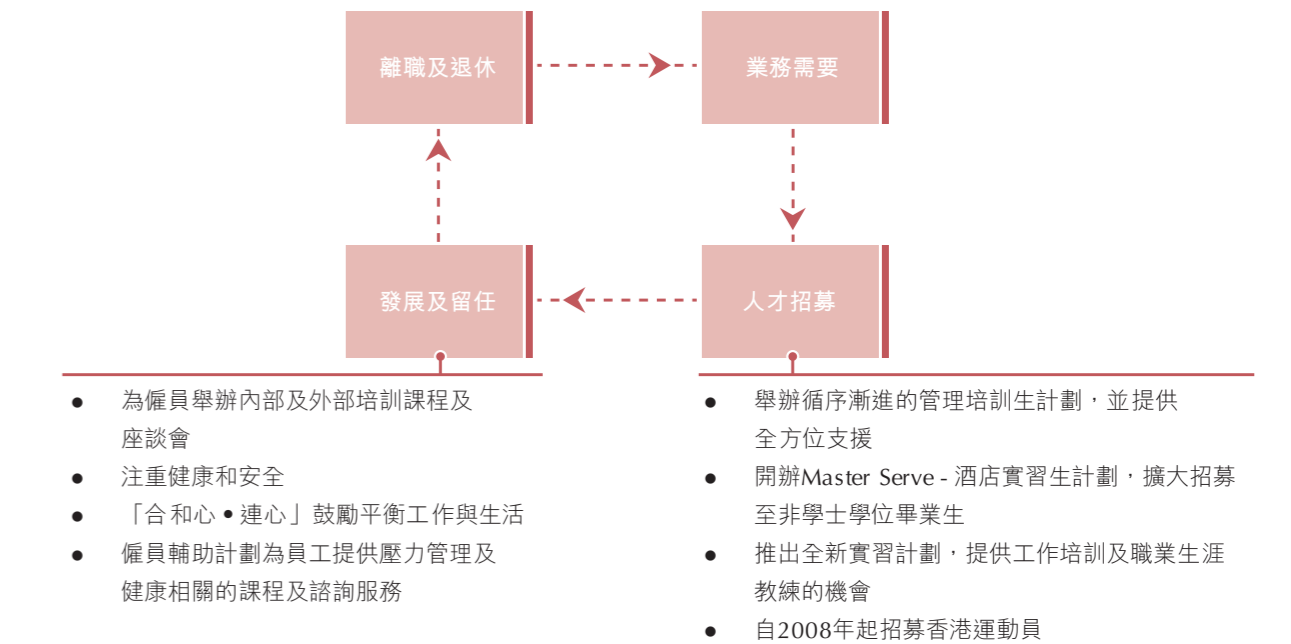 離職及退休
業務需要
發展及留任
人才招募
● 為僱員舉辦內部及外部培訓課程及
座談會
● 注重健康和安全
● 「合和心•連心」鼓勵平衡工作與生活
● 僱員輔助計劃為員工提供壓力管理及
健康相關的課程及諮詢服務
● 舉辦循序漸進的管理培訓生計劃，並提供
全方位支援
● 開辦Master Serve - 酒店實習生計劃，擴大招募
至非學士學位畢業生
● 推出全新實習計劃，提供工作培訓及職業生涯
教練的機會
● 自2008年起招募香港運動員